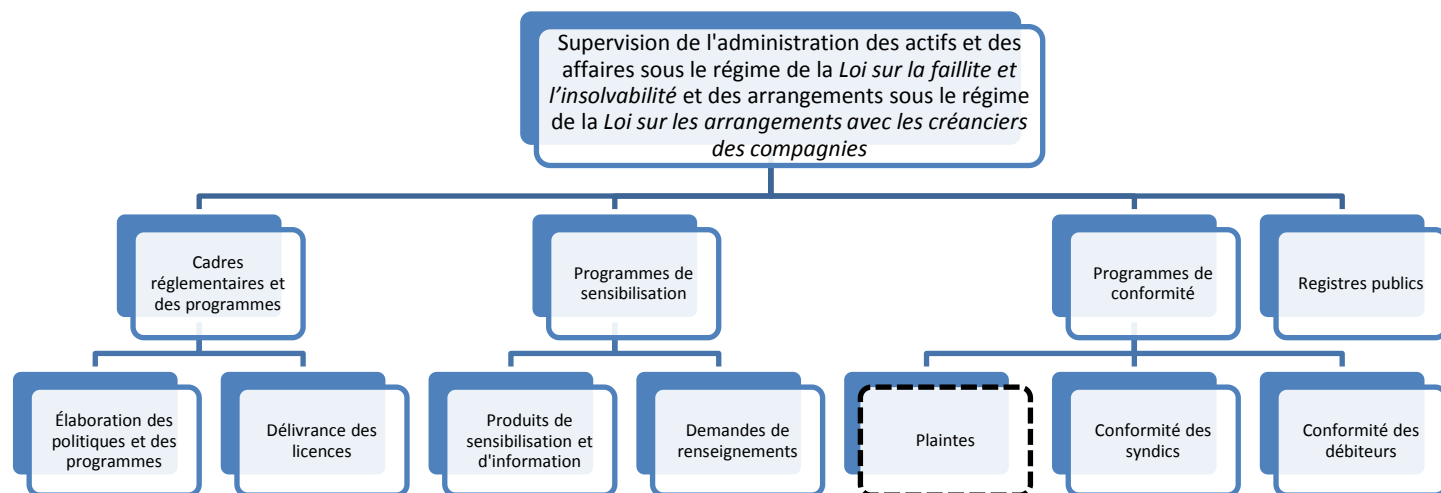 Supervision de l'administration des actifs et des
affaires sous le régime de la Loi sur la faillite et
l’insolvabilité et des arrangements sous le régime
de la Loi sur les arrangements avec les créanciers
des compagnies
Cadres
réglementaires et
des programmes
Programmes de
sensibilisation
Programmes de
conformité
Registres publics
Élaboration des
politiques et des
programmes
Délivrance des
licences
Produits de
sensibilisation et
d'information
Demandes de
renseignements
Plaintes
Conformité des
syndics
Conformité des
débiteurs